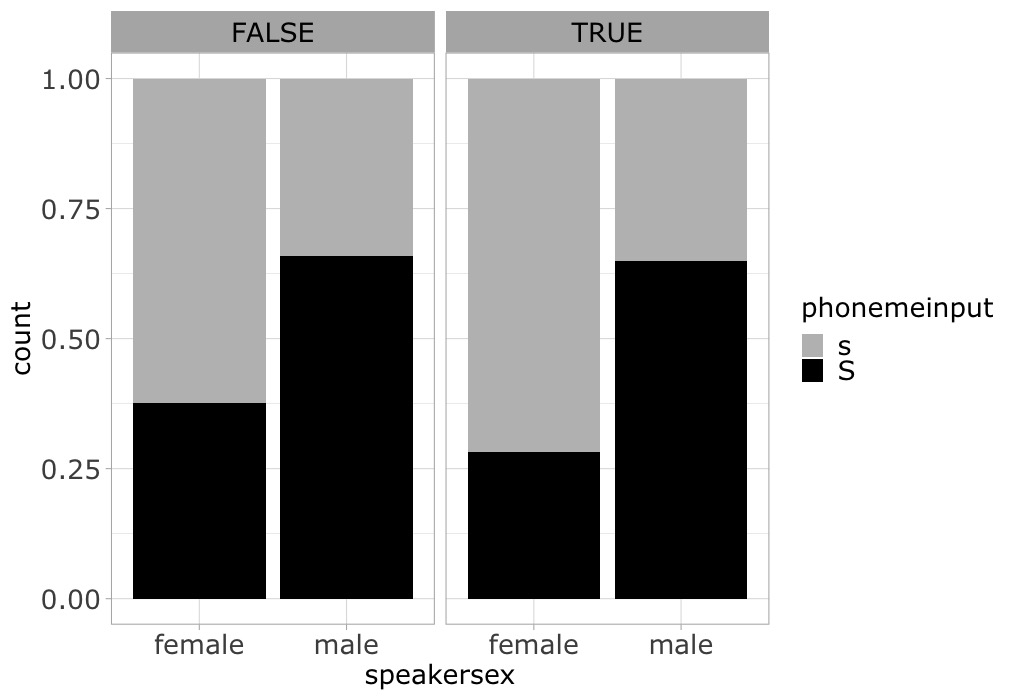 FALSE TRUE
1.00
0.75
0.50
0.25
0.00
count
female male female male
speakersex
phonemeinput
s
S